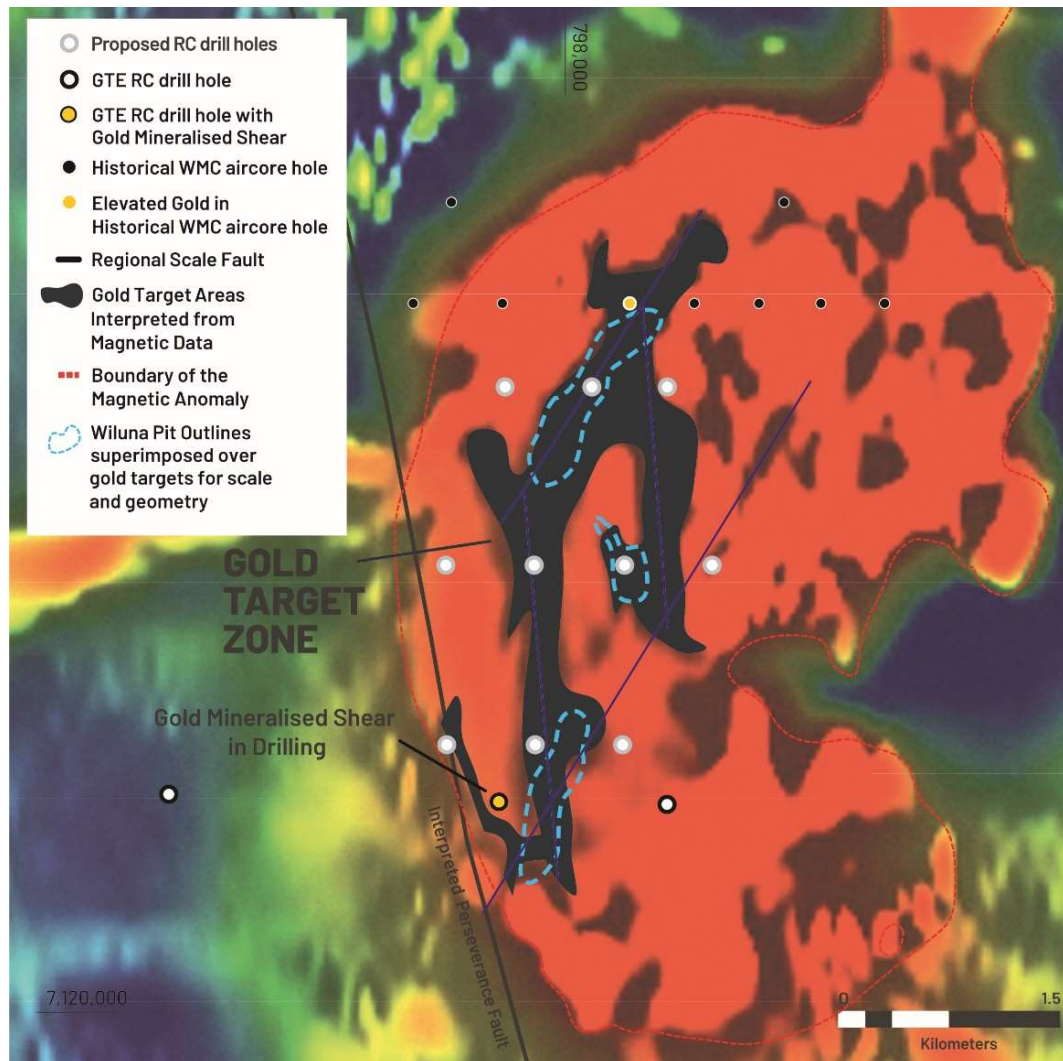 Proposed RC drill holes
GTE RC drill hole
GTE RC drill hole with
Gold Mineralised Shear
Historical WMC aircore hole
Elevated Gold in
Historical WMC aircore hole
Regional Scale Fault
Gold Target Areas
Interpreted from
Magnetic Data
Boundary of the
Magnetic Anomaly
Wiluna Pit Outlines
superimposed over
gold targets for scale
and geometry
798,000
GOLD
TARGET
ZONE
Gold Mineralised Shear
in Drilling
Interpreted Perseverance Fault
7,120,000
0 1.5
Kilometers